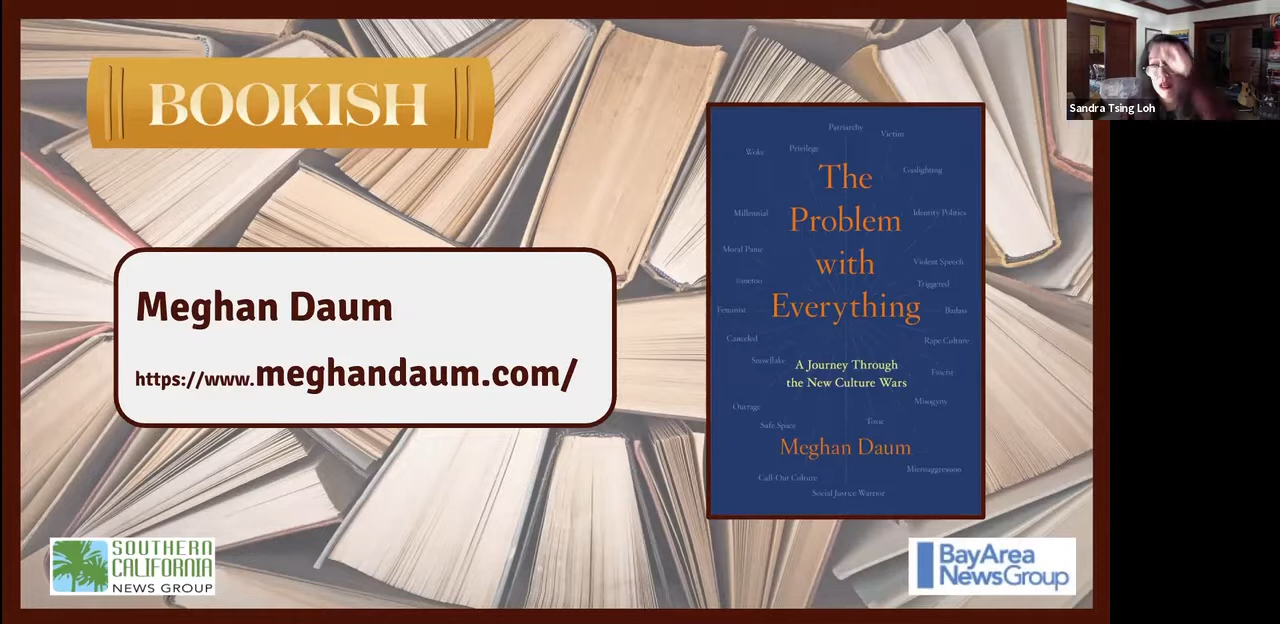 BOOKISH
Sandra Tsing Loh
Meghan Daum
https://www.meghandaum.com/
Patriarchy
Victim
Woke
Privilege
Gaslighting
The
Problem
with
Everything
Millennial
Identity Politics
Moral Panic
Violent Speech
#metoo
Triggered
Feminist
Badass
Canceled
Rape Culture
Snowflake
A Journey Through
the New Culture Wars
Fascist
Misogyny
Outrage
Safe Space
Toxic
Meghan Daum
Microaggression
Call-Out Culture
Social Justice Warrior
SOUTHERN
CALIFORNIA
NEWS GROUP
BayArea
NewsGroup